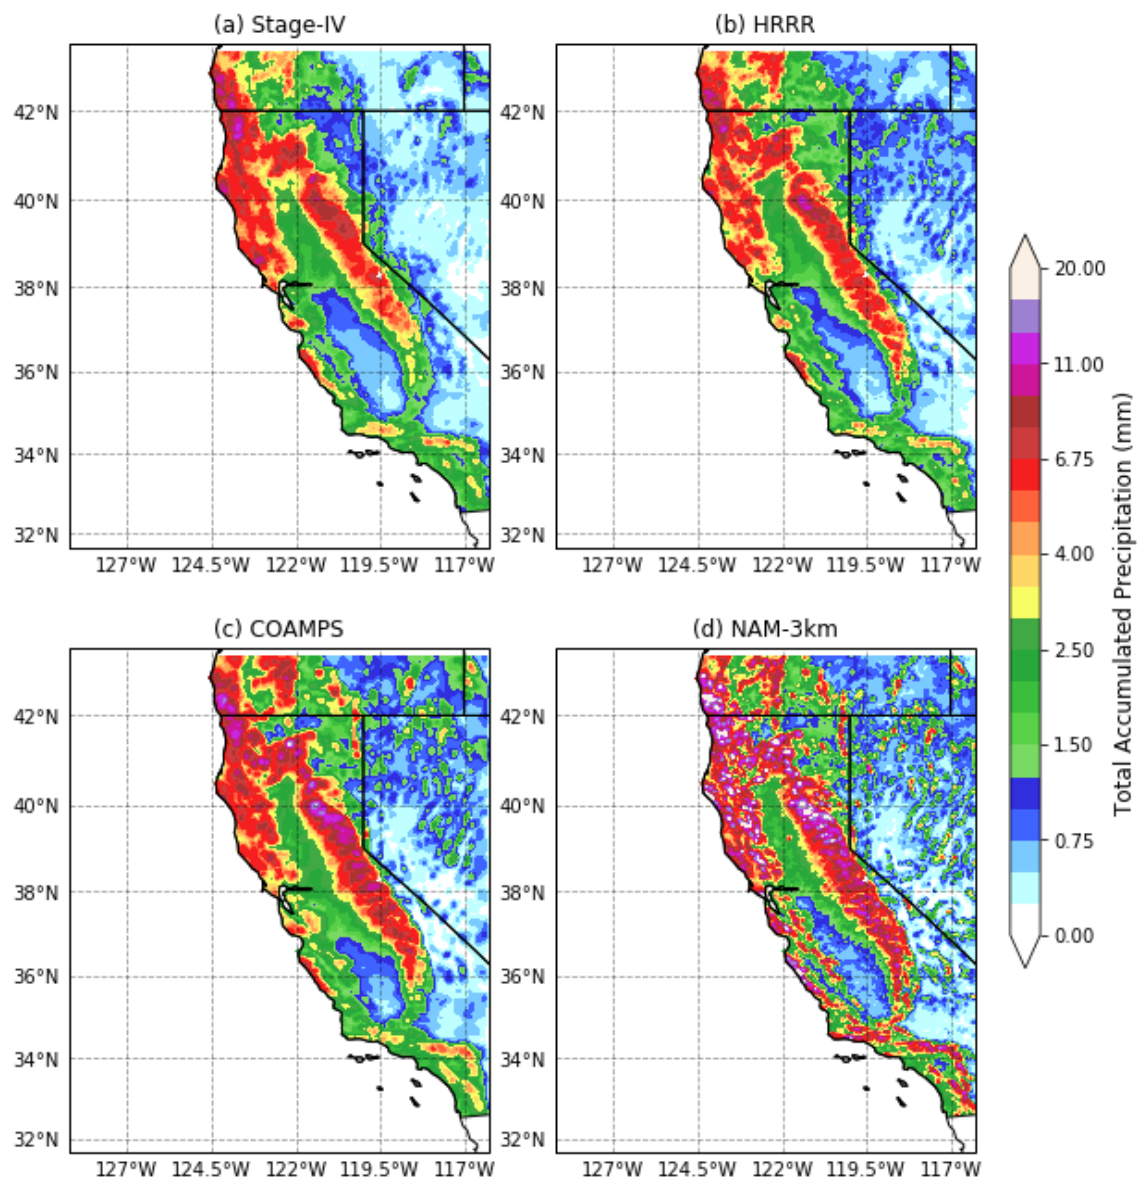 (a) Stage-IV
(b) HRRR
42°N
40°N
38°N
36°N
34°N
32°N
127°W 124.5°W 122°W 119.5°W 117°W
42°N
40°N
38°N
36°N
34°N
32°N
127°W 124.5°W 122°W 119.5°W 117°W
(c) COAMPS
(d) NAM-3km
42°N
40°N
38°N
36°N
34°N
32°N
127°W 124.5°W 122°W 119.5°W 117°W
42°N
40°N
38°N
36°N
34°N
32°N
127°W 124.5°W 122°W 119.5°W 117°W
20.00
11.00
6.75
4.00
2.50
1.50
0.75
0.00
Total Accumulated Precipitation (mm)